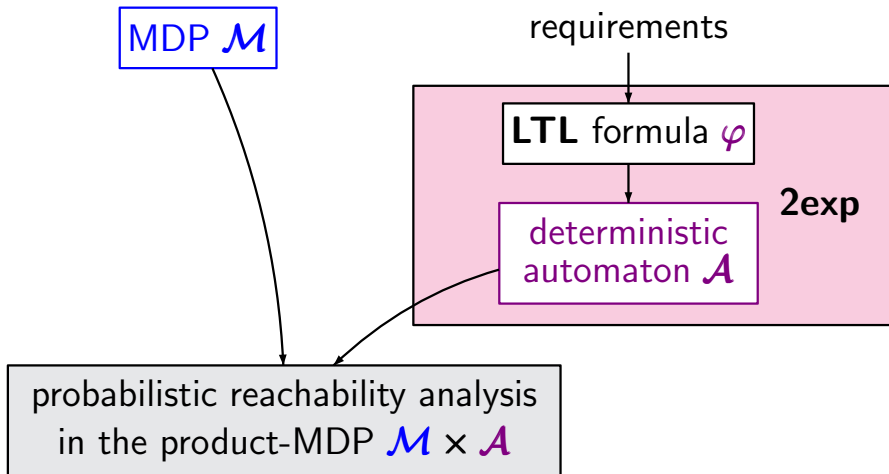 MDP 𝓜
requirements
LTL formula φ
2exp
deterministic
automaton 𝓐
probabilistic reachability analysis
in the product-MDP 𝓜 × 𝓐